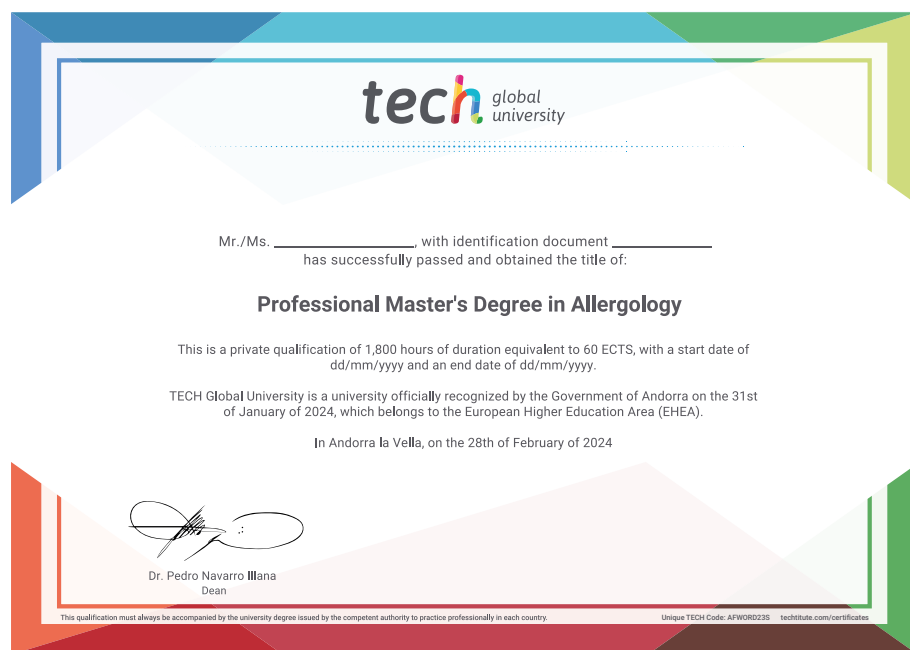 tech global
university
Mr./Ms. ____________, with identification document ____________
has successfully passed and obtained the title of:
Professional Master's Degree in Allergology
This is a private qualification of 1,800 hours of duration equivalent to 60 ECTS, with a start date of
dd/mm/yyyy and an end date of dd/mm/yyyy.
TECH Global University is a university officially recognized by the Government of Andorra on the 31st
of January of 2024, which belongs to the European Higher Education Area (EHEA).
In Andorra la Vella, on the 28th of February of 2024
Dr. Pedro Navarro Illana
Dean
This qualification must always be accompanied by the university degree issued by the competent authority to practice professionally in each country. Unique TECH Code: AFWORD23S techtitute.com/certificates